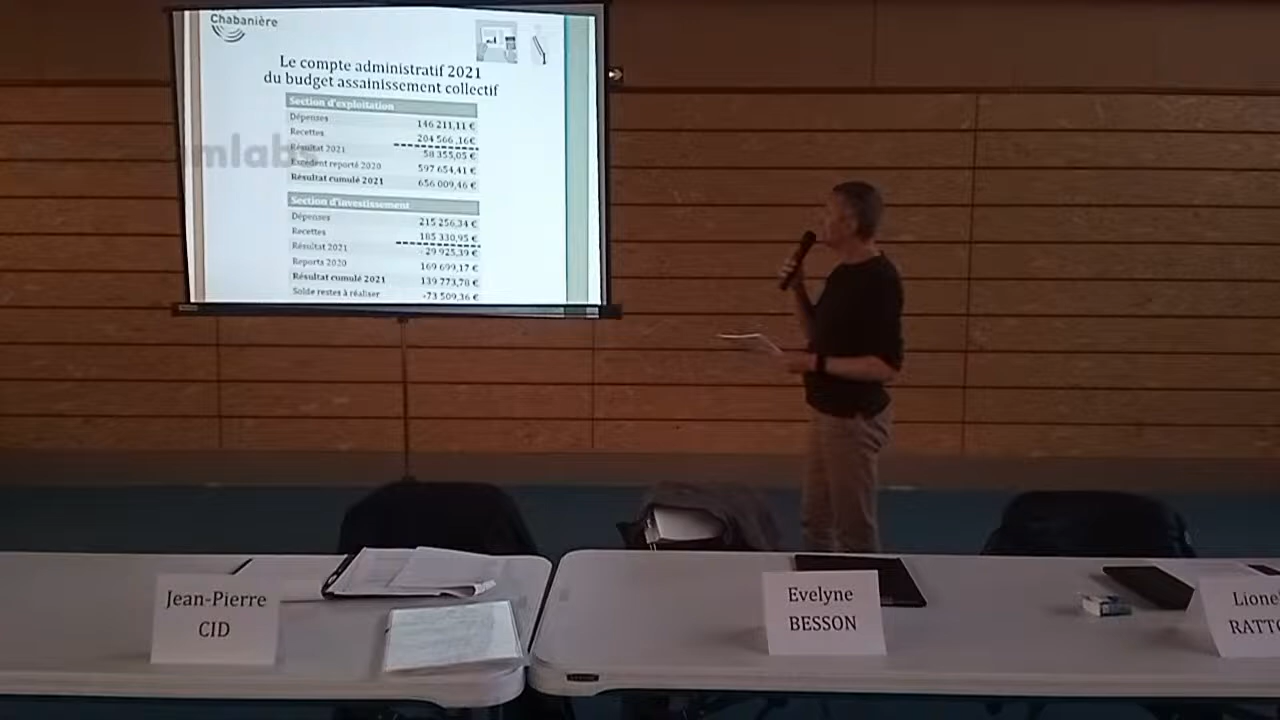 Chabanière
Le compte administratif 2021
du budget assainissement collectif
Section d'exploitation
Dépenses 146 211,11 €
Recettes 204 566,16€
Résultat 2021 58 355,05 €
Excédent reporté 2020 597 654,41 €
Résultat cumulé 2021 656 009,46 €
Section d'investissement
Dépenses 215 256,34 €
Recettes 185 330,95 €
Résultat 2021 - 29 925,39 €
Reports 2020 169 699,17 €
Résultat cumulé 2021 139 773,78 €
Solde restes à réaliser -73 509,36 €
mlabs
Jean-Pierre
CID
Evelyne
BESSON
Lione
RATT